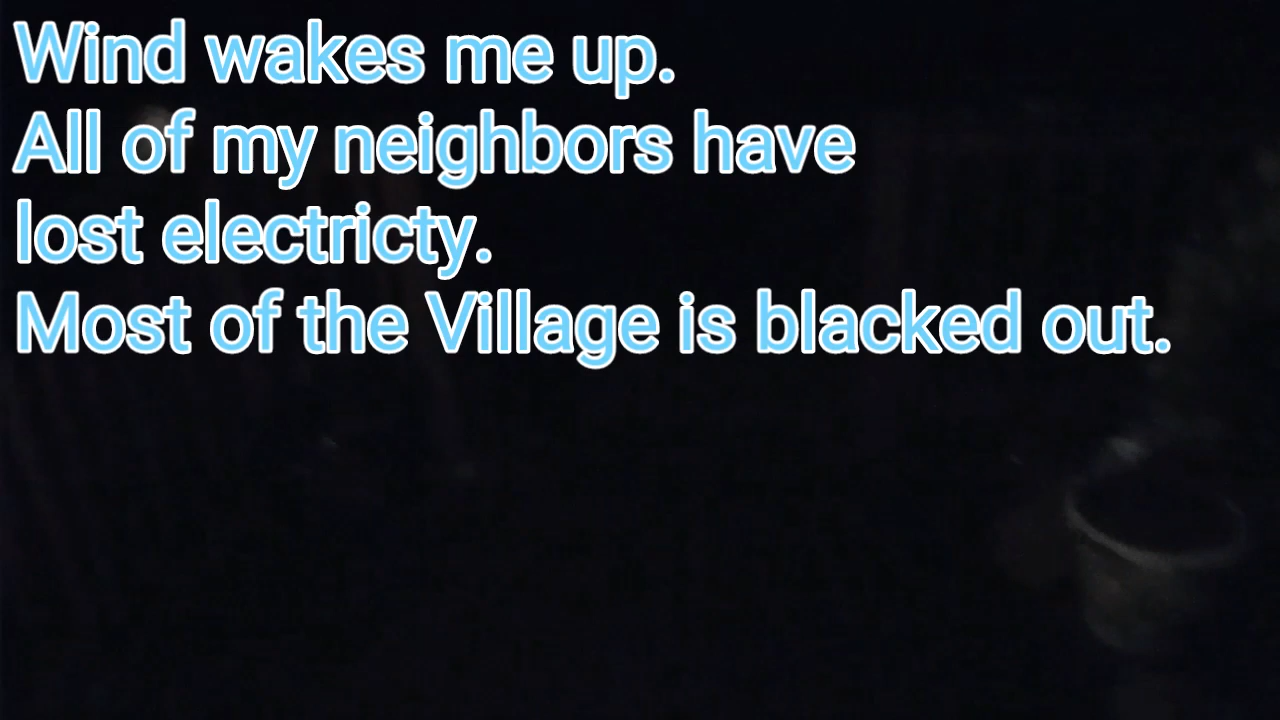 Wind wakes me up.
All of my neighbors have
lost electricty.
Most of the Village is blacked out.